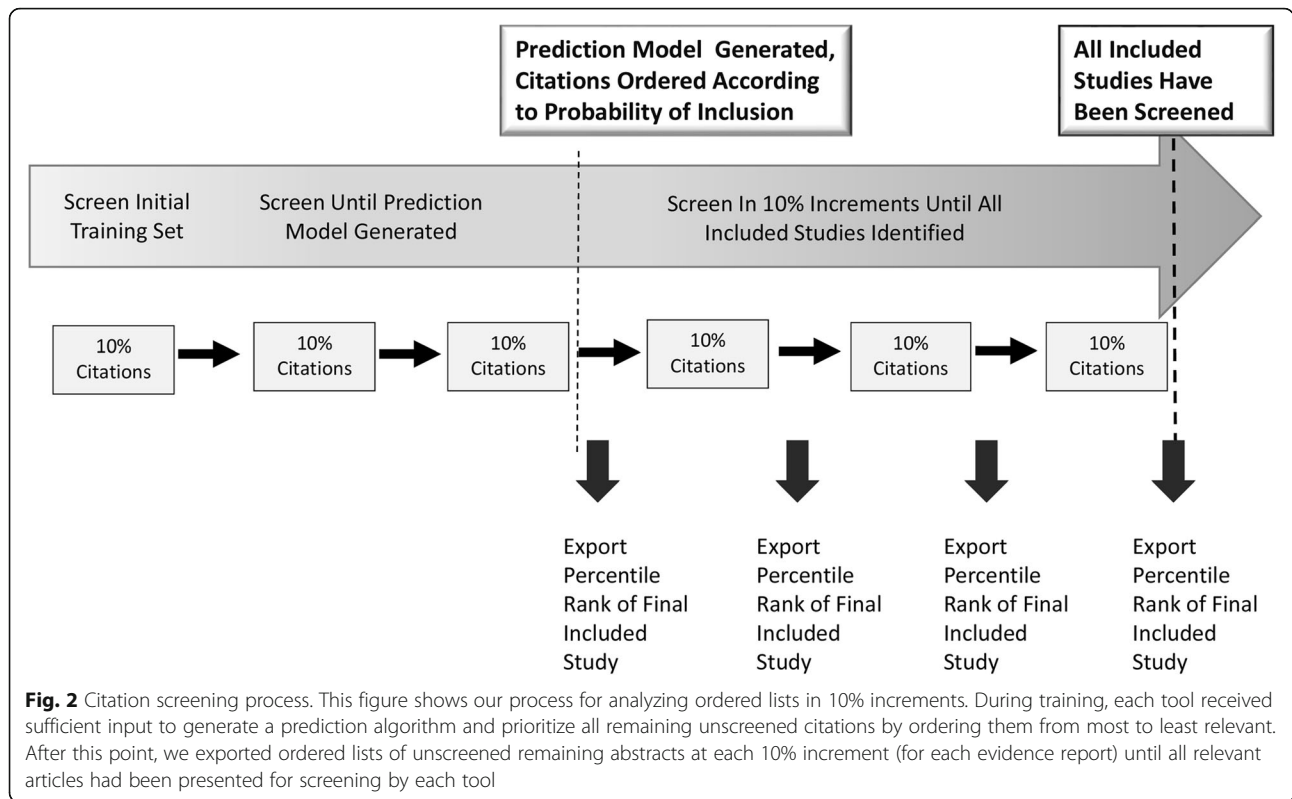 Prediction Model Generated,
Citations Ordered According
to Probability of Inclusion
All Included
Studies Have
Been Screened
Screen Initial
Training Set
Screen Until Prediction
Model Generated
Screen In 10% Increments Until All
Included Studies Identified
10%
Citations
10%
Citations
10%
Citations
10%
Citations
10%
Citations
10%
Citations
Export
Percentile
Rank of Final
Included
Study
Export
Percentile
Rank of Final
Included
Study
Export
Percentile
Rank of Final
Included
Study
Export
Percentile
Rank of Final
Included
Study
Fig. 2 Citation screening process. This figure shows our process for analyzing ordered lists in 10% increments. During training, each tool received
sufficient input to generate a prediction algorithm and prioritize all remaining unscreened citations by ordering them from most to least relevant.
After this point, we exported ordered lists of unscreened remaining abstracts at each 10% increment (for each evidence report) until all relevant
articles had been presented for screening by each tool